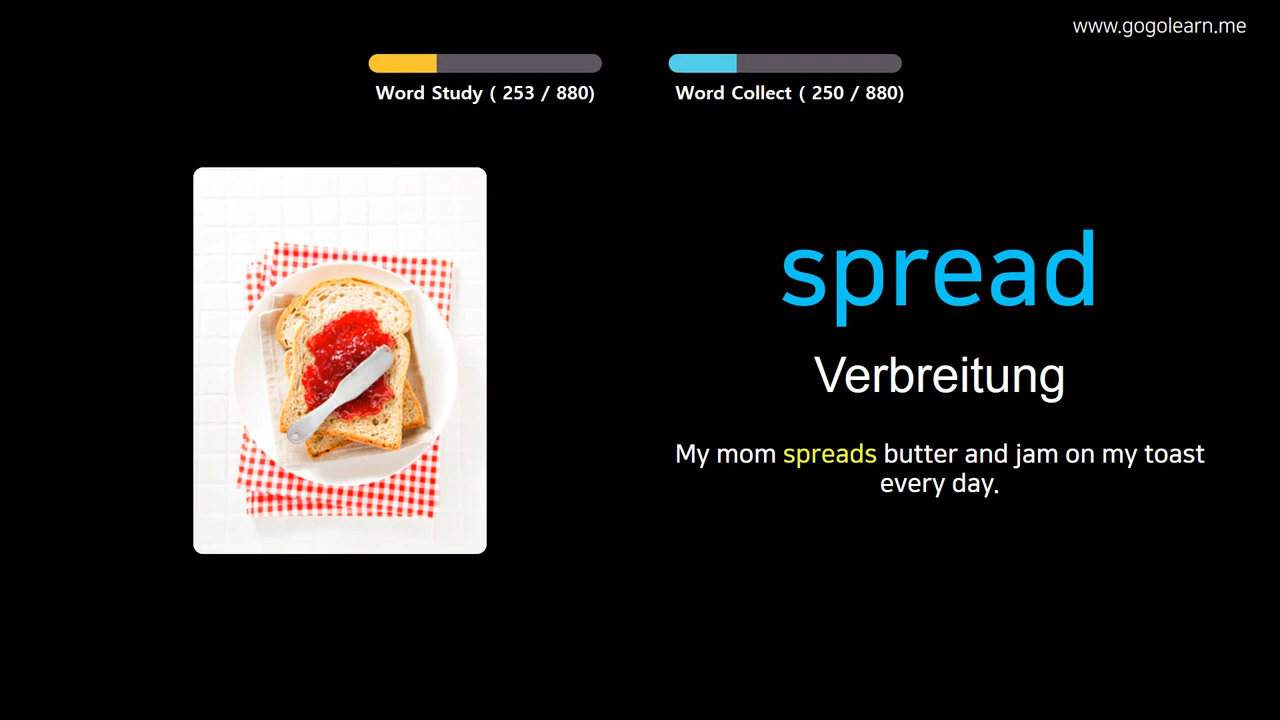 www.gogolearn.me
Word Study ( 253 / 880)
Word Collect ( 250 / 880)
spread
Verbreitung
My mom spreads butter and jam on my toast
every day.